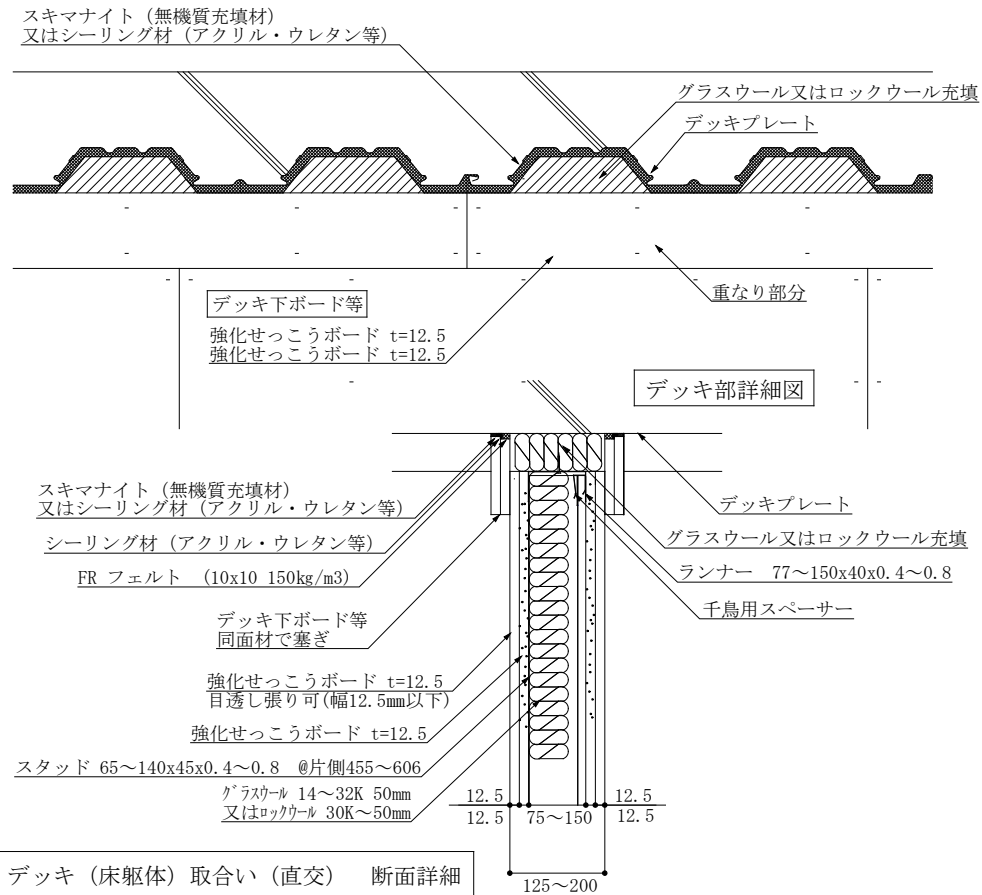 スキマナイト（無機質充填材）
又はシーリング材（アクリル・ウレタン等）
グラスウール又はロックウール充填
デッキプレート
重なり部分
デッキ下ボード等
強化せっこうボード t=12.5
強化せっこうボード t=12.5
デッキ部詳細図
スキマナイト（無機質充填材）
又はシーリング材（アクリル・ウレタン等）
シーリング材（アクリル・ウレタン等）
FR フェルト （10x10 150kg/m3）
デッキ下ボード等
同面材で塞ぎ
強化せっこうボード t=12.5
目透し張り可(幅12.5mm以下)
強化せっこうボード t=12.5
スタッド 65～140x45x0.4～0.8 @片側455～606
グラスウール 14～32K 50mm
又はロックウール 30K～50mm
デッキプレート
グラスウール又はロックウール充填
ランナー 77～150x40x0.4～0.8
千鳥用スペーサー
12.5 12.5
12.5 75～150 12.5
125～200
デッキ（床躯体）取合い（直交） 断面詳細